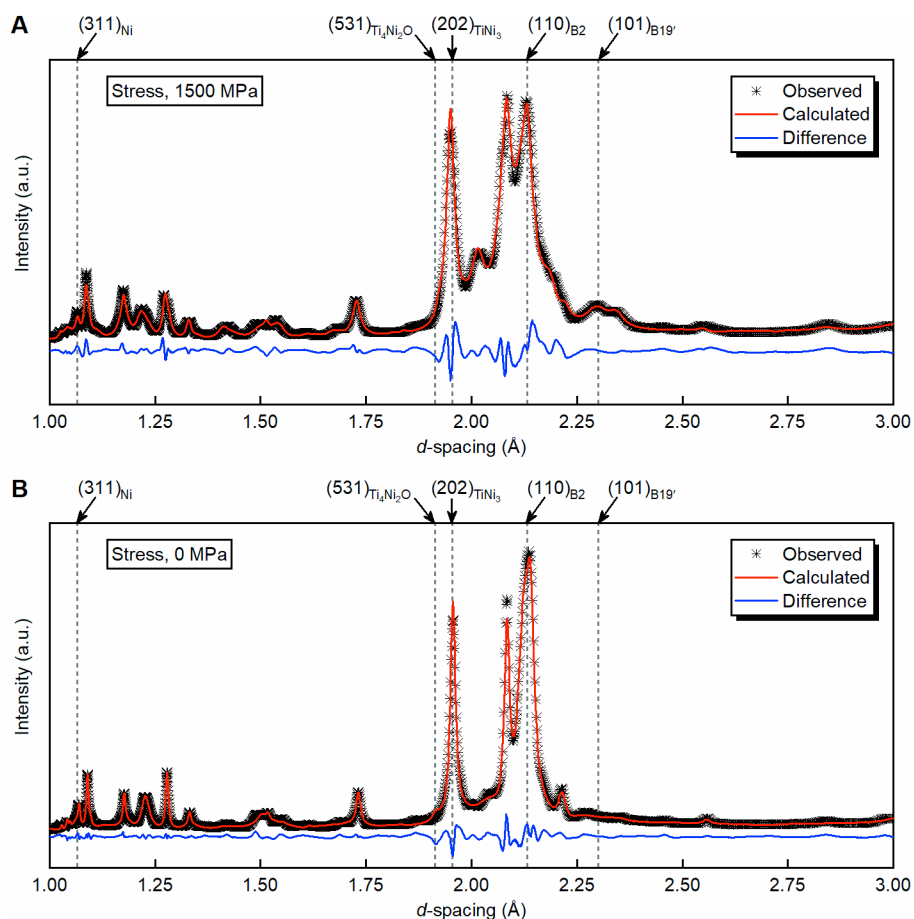 A
(311)Ni (531)Ti4Ni2O (202)TiNi3 (110)B2 (101)B19′
Stress, 1500 MPa
Observed
Calculated
Difference
Intensity (a.u.)
1.00 1.25 1.50 1.75 2.00 2.25 2.50 2.75 3.00
d-spacing (Å)
B
(311)Ni (531)Ti4Ni2O (202)TiNi3 (110)B2 (101)B19′
Stress, 0 MPa
Observed
Calculated
Difference
Intensity (a.u.)
1.00 1.25 1.50 1.75 2.00 2.25 2.50 2.75 3.00
d-spacing (Å)